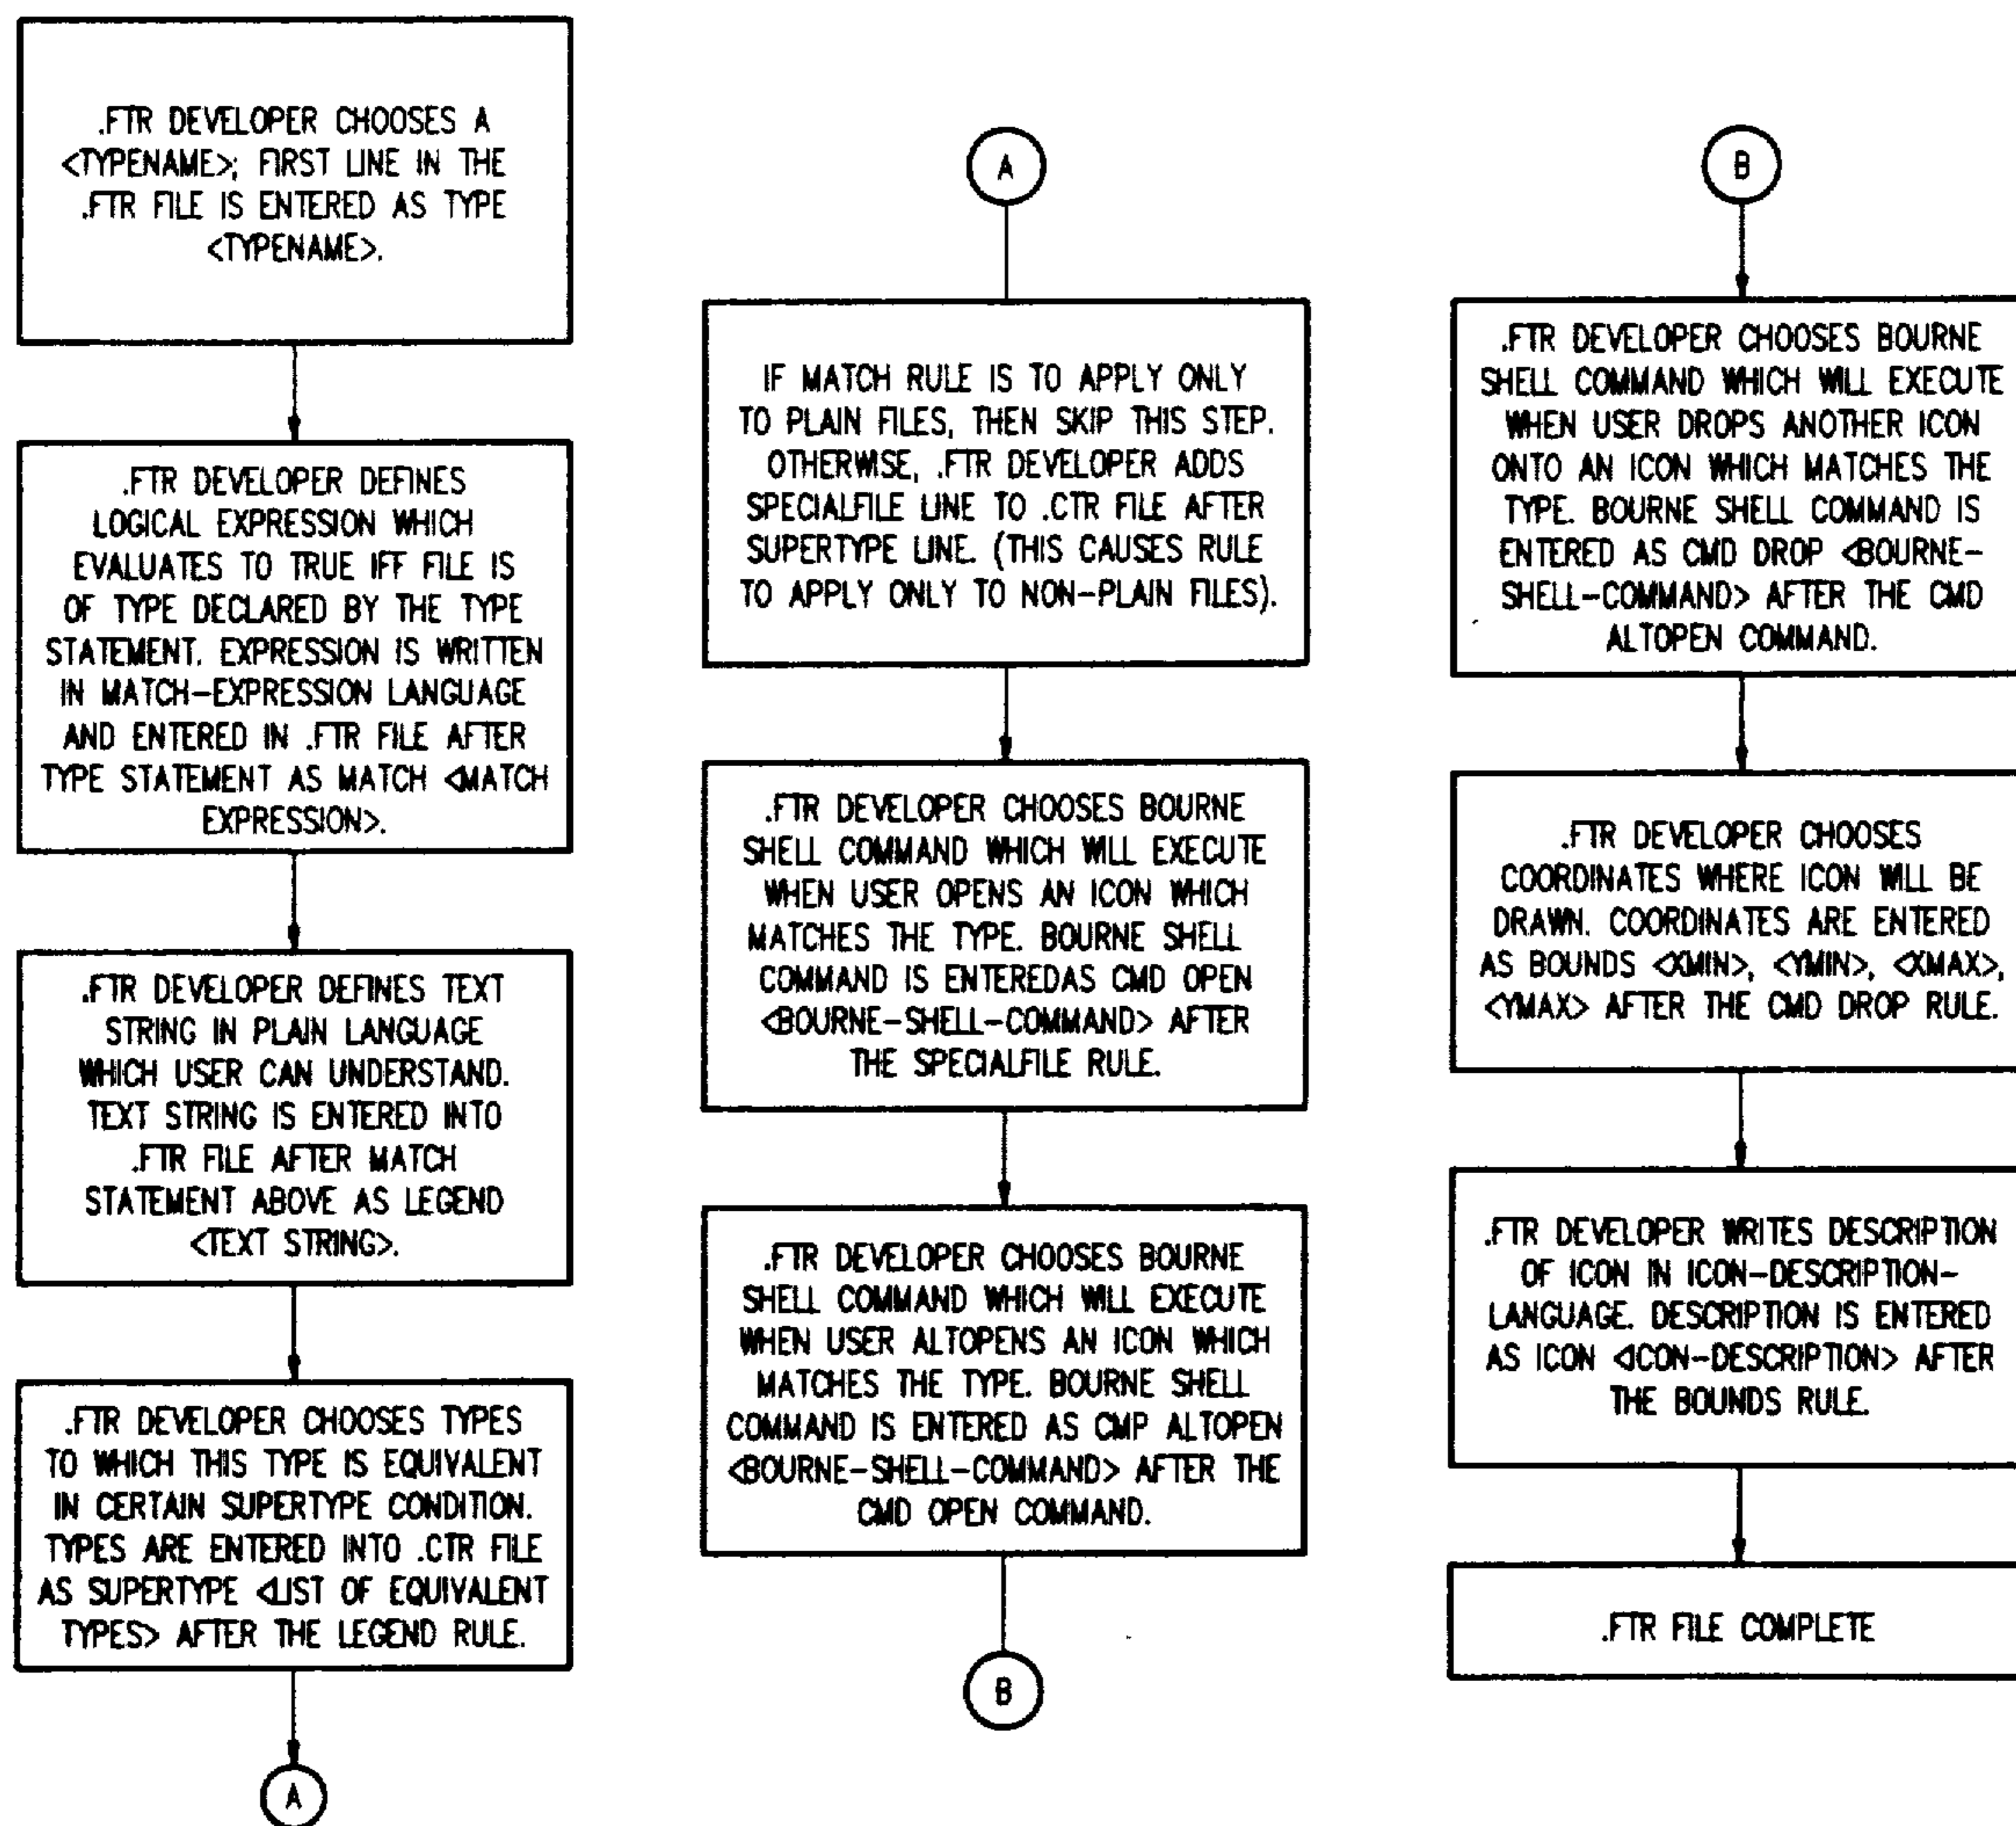 .FTR DEVELOPER CHOOSES A
<TYPENAME>; FIRST LINE IN THE
.FTR FILE IS ENTERED AS TYPE
<TYPENAME>.
.FTR DEVELOPER DEFINES
LOGICAL EXPRESSION WHICH
EVALUATES TO TRUE IFF FILE IS
OF TYPE DECLARED BY THE TYPE
STATEMENT. EXPRESSION IS WRITTEN
IN MATCH-EXPRESSION LANGUAGE
AND ENTERED IN .FTR FILE AFTER
TYPE STATEMENT AS MATCH <MATCH
EXPRESSION>.
.FTR DEVELOPER DEFINES TEXT
STRING IN PLAIN LANGUAGE
WHICH USER CAN UNDERSTAND.
TEXT STRING IS ENTERED INTO
.FTR FILE AFTER MATCH
STATEMENT ABOVE AS LEGEND
<TEXT STRING>.
.FTR DEVELOPER CHOOSES TYPES
TO WHICH THIS TYPE IS EQUIVALENT
IN CERTAIN SUPERTYPE CONDITION.
TYPES ARE ENTERED INTO .CTR FILE
AS SUPERTYPE <LIST OF EQUIVALENT
TYPES> AFTER THE LEGEND RULE.
A
A
IF MATCH RULE IS TO APPLY ONLY
TO PLAIN FILES, THEN SKIP THIS STEP.
OTHERWISE, .FTR DEVELOPER ADDS
SPECIALFILE LINE TO .CTR FILE AFTER
SUPERTYPE LINE. (THIS CAUSES RULE
TO APPLY ONLY TO NON-PLAIN FILES).
.FTR DEVELOPER CHOOSES BOURNE
SHELL COMMAND WHICH WILL EXECUTE
WHEN USER OPENS AN ICON WHICH
MATCHES THE TYPE. BOURNE SHELL
COMMAND IS ENTEREDAS CMD OPEN
<BOURNE-SHELL-COMMAND> AFTER
THE SPECIALFILE RULE.
.FTR DEVELOPER CHOOSES BOURNE
SHELL COMMAND WHICH WILL EXECUTE
WHEN USER ALTOPENS AN ICON WHICH
MATCHES THE TYPE. BOURNE SHELL
COMMAND IS ENTERED AS CMP ALTOPEN
<BOURNE-SHELL-COMMAND> AFTER THE
CMD OPEN COMMAND.
B
B
.FTR DEVELOPER CHOOSES BOURNE
SHELL COMMAND WHICH WILL EXECUTE
WHEN USER DROPS ANOTHER ICON
ONTO AN ICON WHICH MATCHES THE
TYPE. BOURNE SHELL COMMAND IS
ENTERED AS CMD DROP <BOURNE-
SHELL-COMMAND> AFTER THE CMD
ALTOPEN COMMAND.
.FTR DEVELOPER CHOOSES
COORDINATES WHERE ICON WILL BE
DRAWN. COORDINATES ARE ENTERED
AS BOUNDS <XMIN>, <YMIN>, <XMAX>,
<YMAX> AFTER THE CMD DROP RULE.
.FTR DEVELOPER WRITES DESCRIPTION
OF ICON IN ICON-DESCRIPTION-
LANGUAGE. DESCRIPTION IS ENTERED
AS ICON <ICON-DESCRIPTION> AFTER
THE BOUNDS RULE.
.FTR FILE COMPLETE